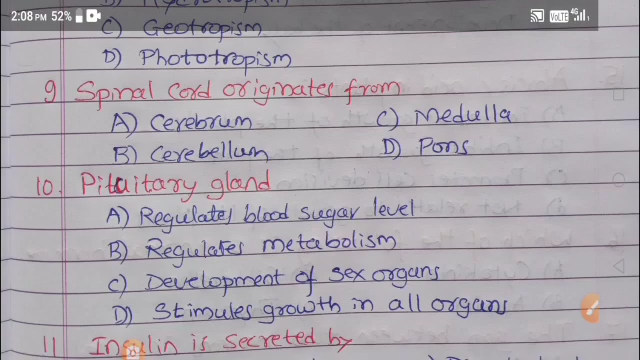 2:08 PM 52% VoLTE 4G
C) Geotropism
D) Phototropism
9 Spinal cord originates from
A) Cerebrum C) Medulla
B) Cerebellum D) Pons
10. Pituitary gland
A) Regulates blood sugar level
B) Regulates metabolism
C) Development of sex organs
D) Stimules growth in all organs
11 Insulin is secreted by